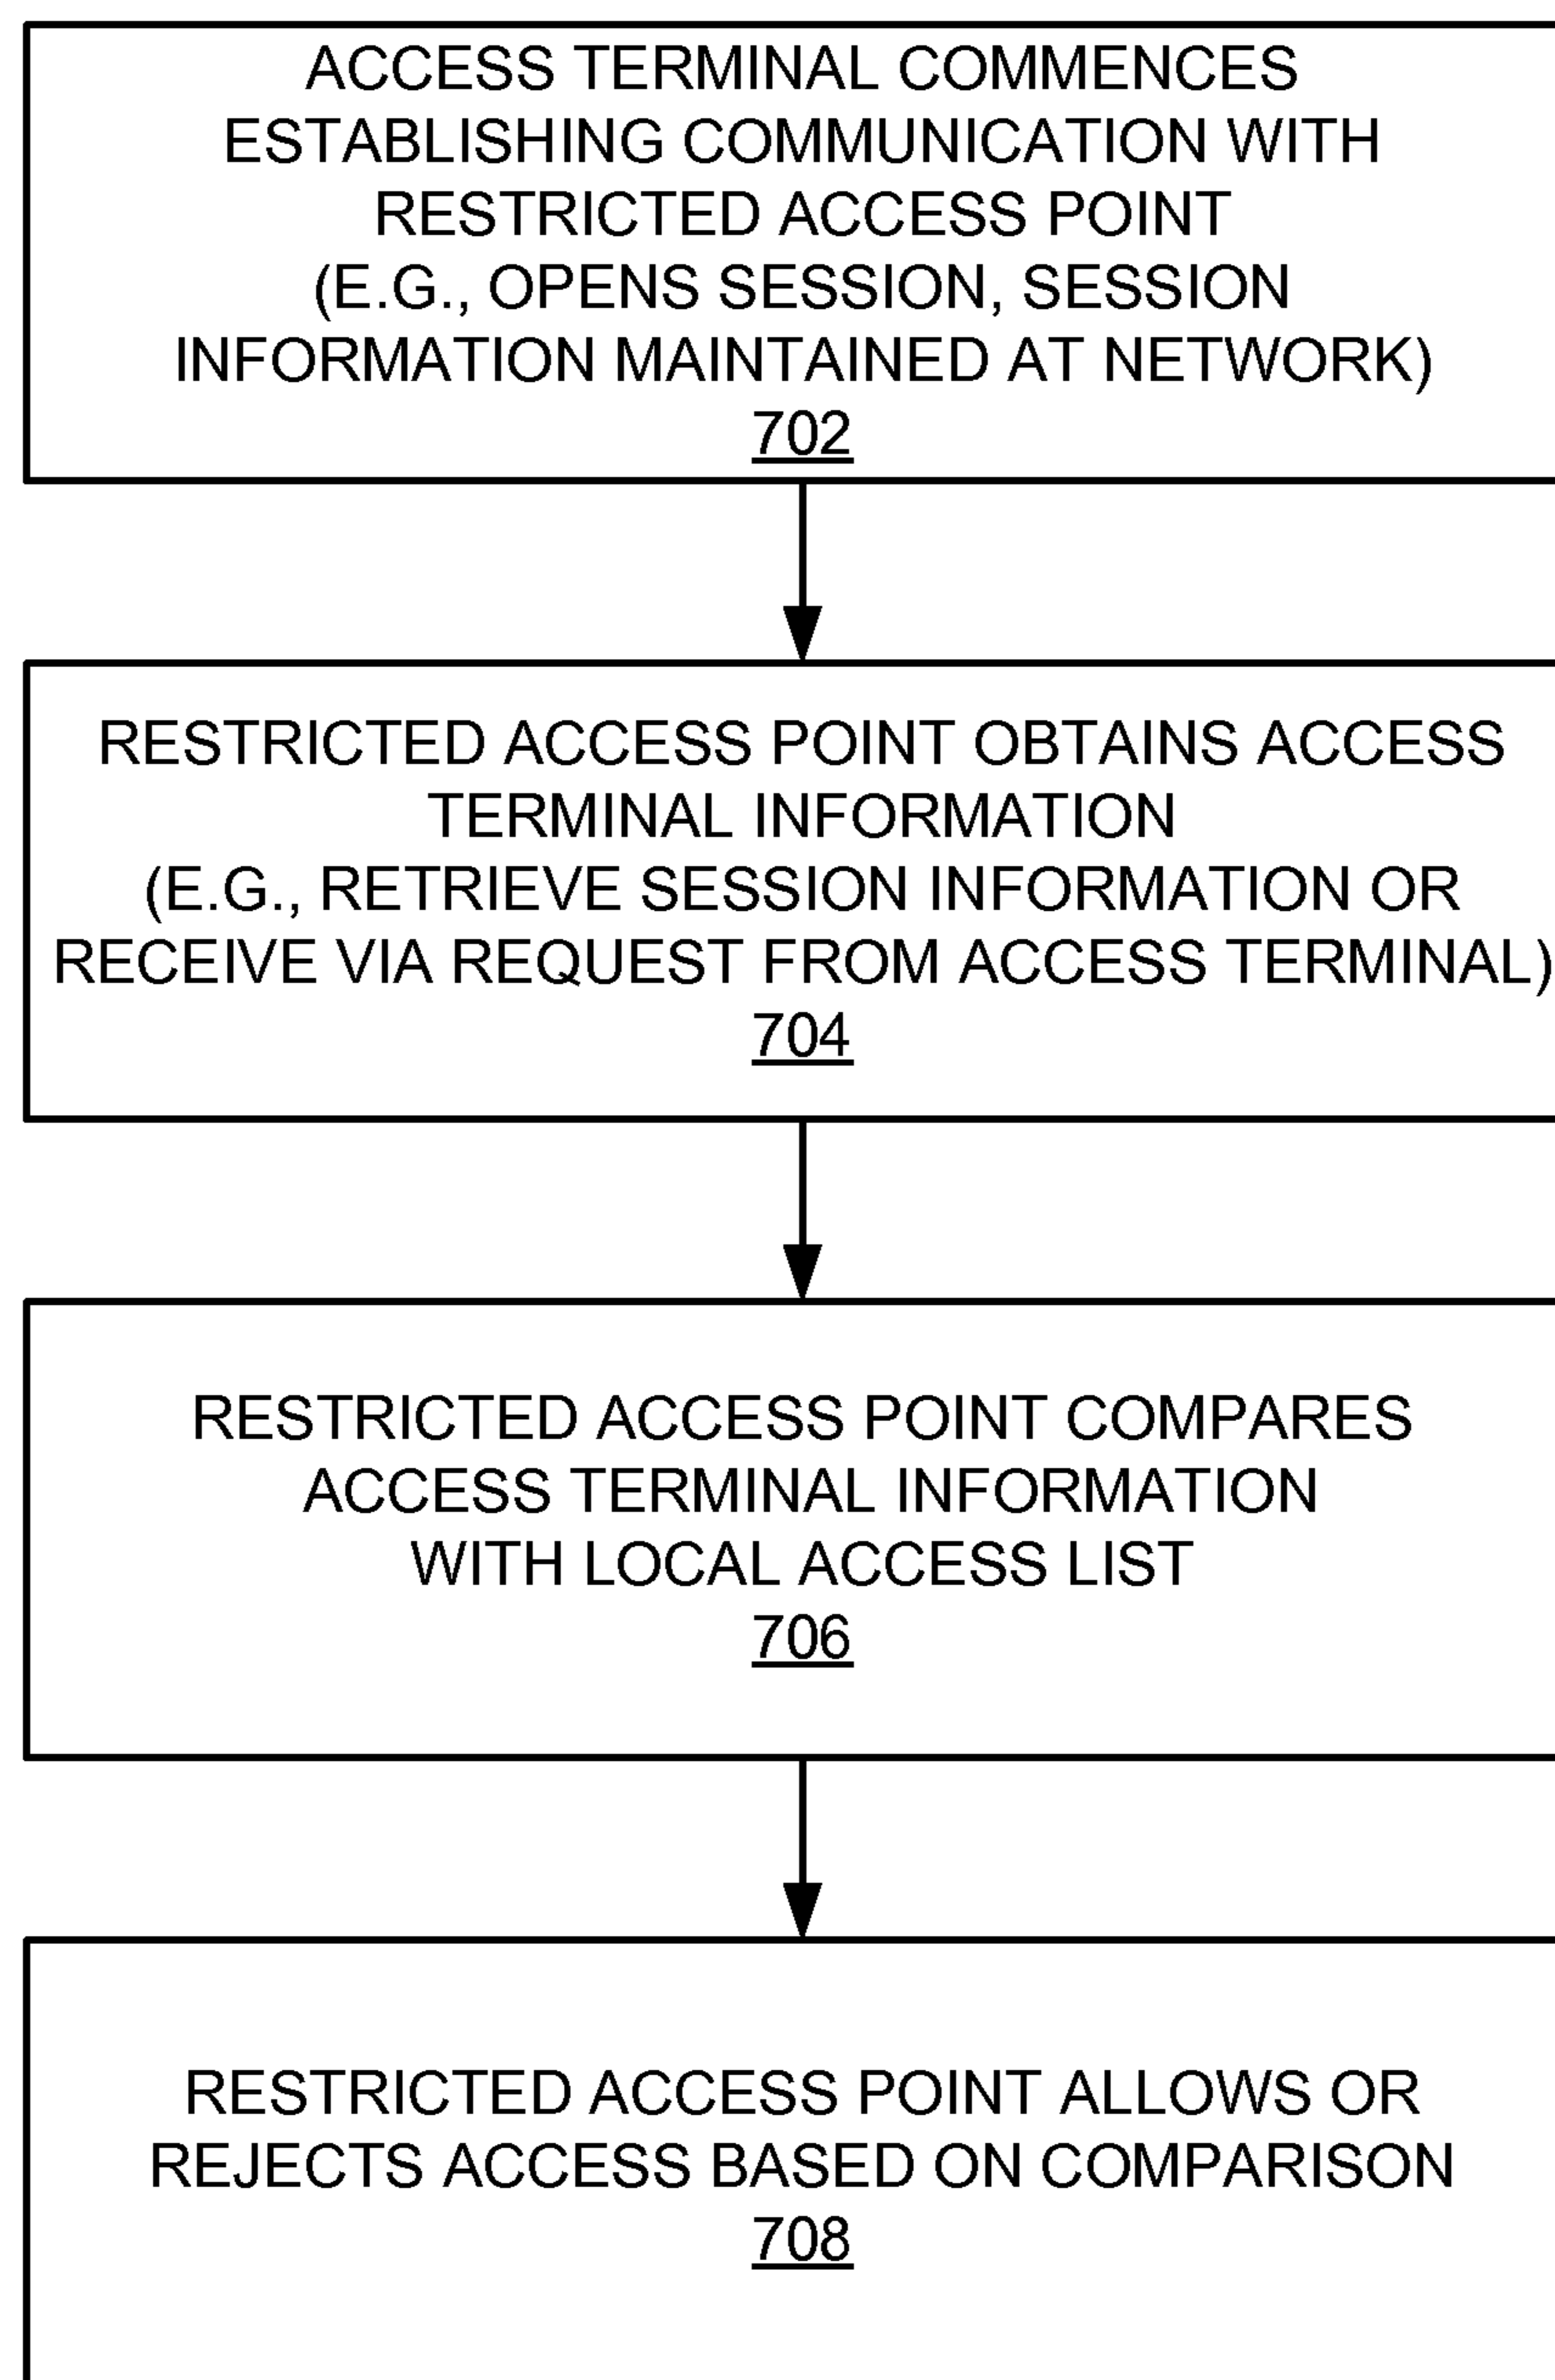 ACCESS TERMINAL COMMENCES
ESTABLISHING COMMUNICATION WITH
RESTRICTED ACCESS POINT
(E.G., OPENS SESSION, SESSION
INFORMATION MAINTAINED AT NETWORK)
702
RESTRICTED ACCESS POINT OBTAINS ACCESS
TERMINAL INFORMATION
(E.G., RETRIEVE SESSION INFORMATION OR
RECEIVE VIA REQUEST FROM ACCESS TERMINAL)
704
RESTRICTED ACCESS POINT COMPARES
ACCESS TERMINAL INFORMATION
WITH LOCAL ACCESS LIST
706
RESTRICTED ACCESS POINT ALLOWS OR
REJECTS ACCESS BASED ON COMPARISON
708